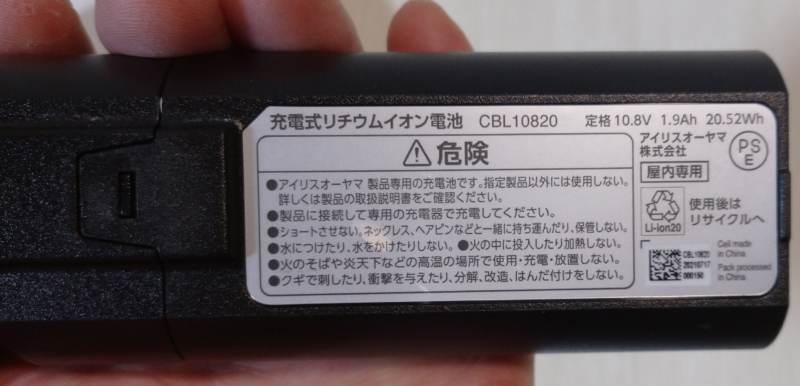 充電式リチウムイオン電池 CBL10820 定格 10.8V 1.9Ah 20.52Wh
⚠危険
●アイリスオーヤマ 製品専用の充電池です。指定製品以外には使用しない。
詳しくは製品の取扱説明書をご確認ください。
●製品に接続して専用の充電器で充電してください。
●ショートさせない。ネックレス、ヘアピンなどと一緒に持ち運んだり、保管しない。
●水につけたり、水をかけたりしない。●火の中に投入したり加熱しない。
●火のそばや炎天下などの高温の場所で使用・充電・放置しない。
●クギで刺したり、衝撃を与えたり、分解、改造、はんだ付けをしない。
アイリスオーヤマ
株式会社
PS
E
屋内専用
Li-ion20
使用後は
リサイクルへ
CBL10820
20210717
000150
Cell made
in China
Pack processed
in China